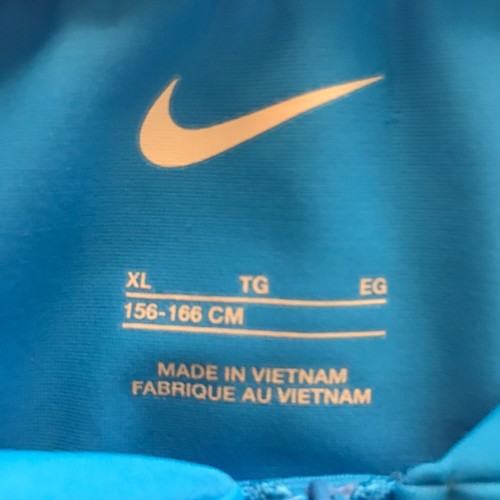 XL TG EG
156-166 CM
MADE IN VIETNAM
FABRIQUE AU VIETNAM